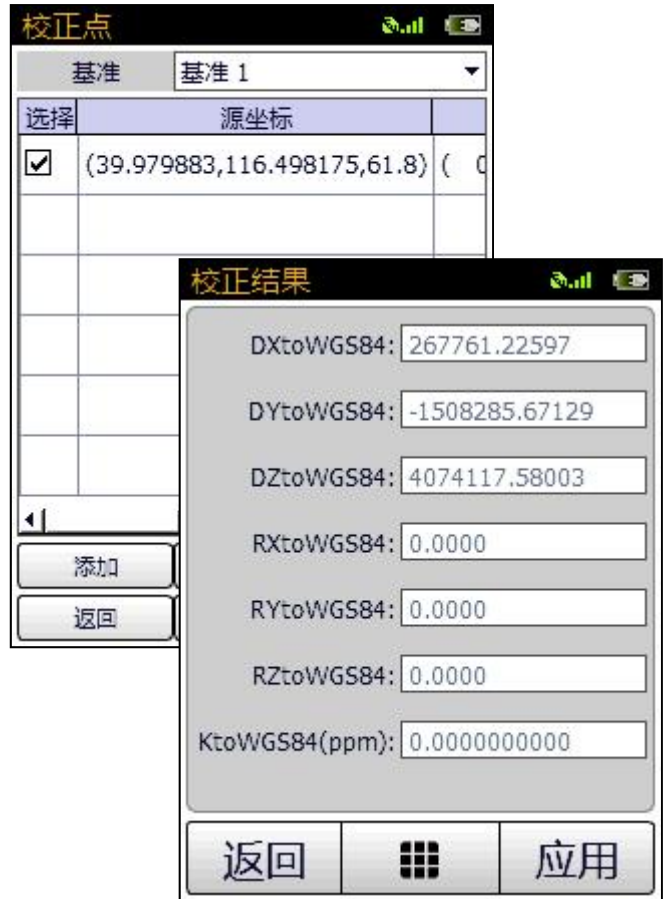 校正点
基准 基准 1
选择 源坐标
(39.979883,116.498175,61.8) (
添加
返回
校正结果
DXtoWGS84: 267761.22597
DYtoWGS84: -1508285.67129
DZtoWGS84: 4074117.58003
RXtoWGS84: 0.0000
RYtoWGS84: 0.0000
RZtoWGS84: 0.0000
KtoWGS84(ppm): 0.0000000000
返回 应用